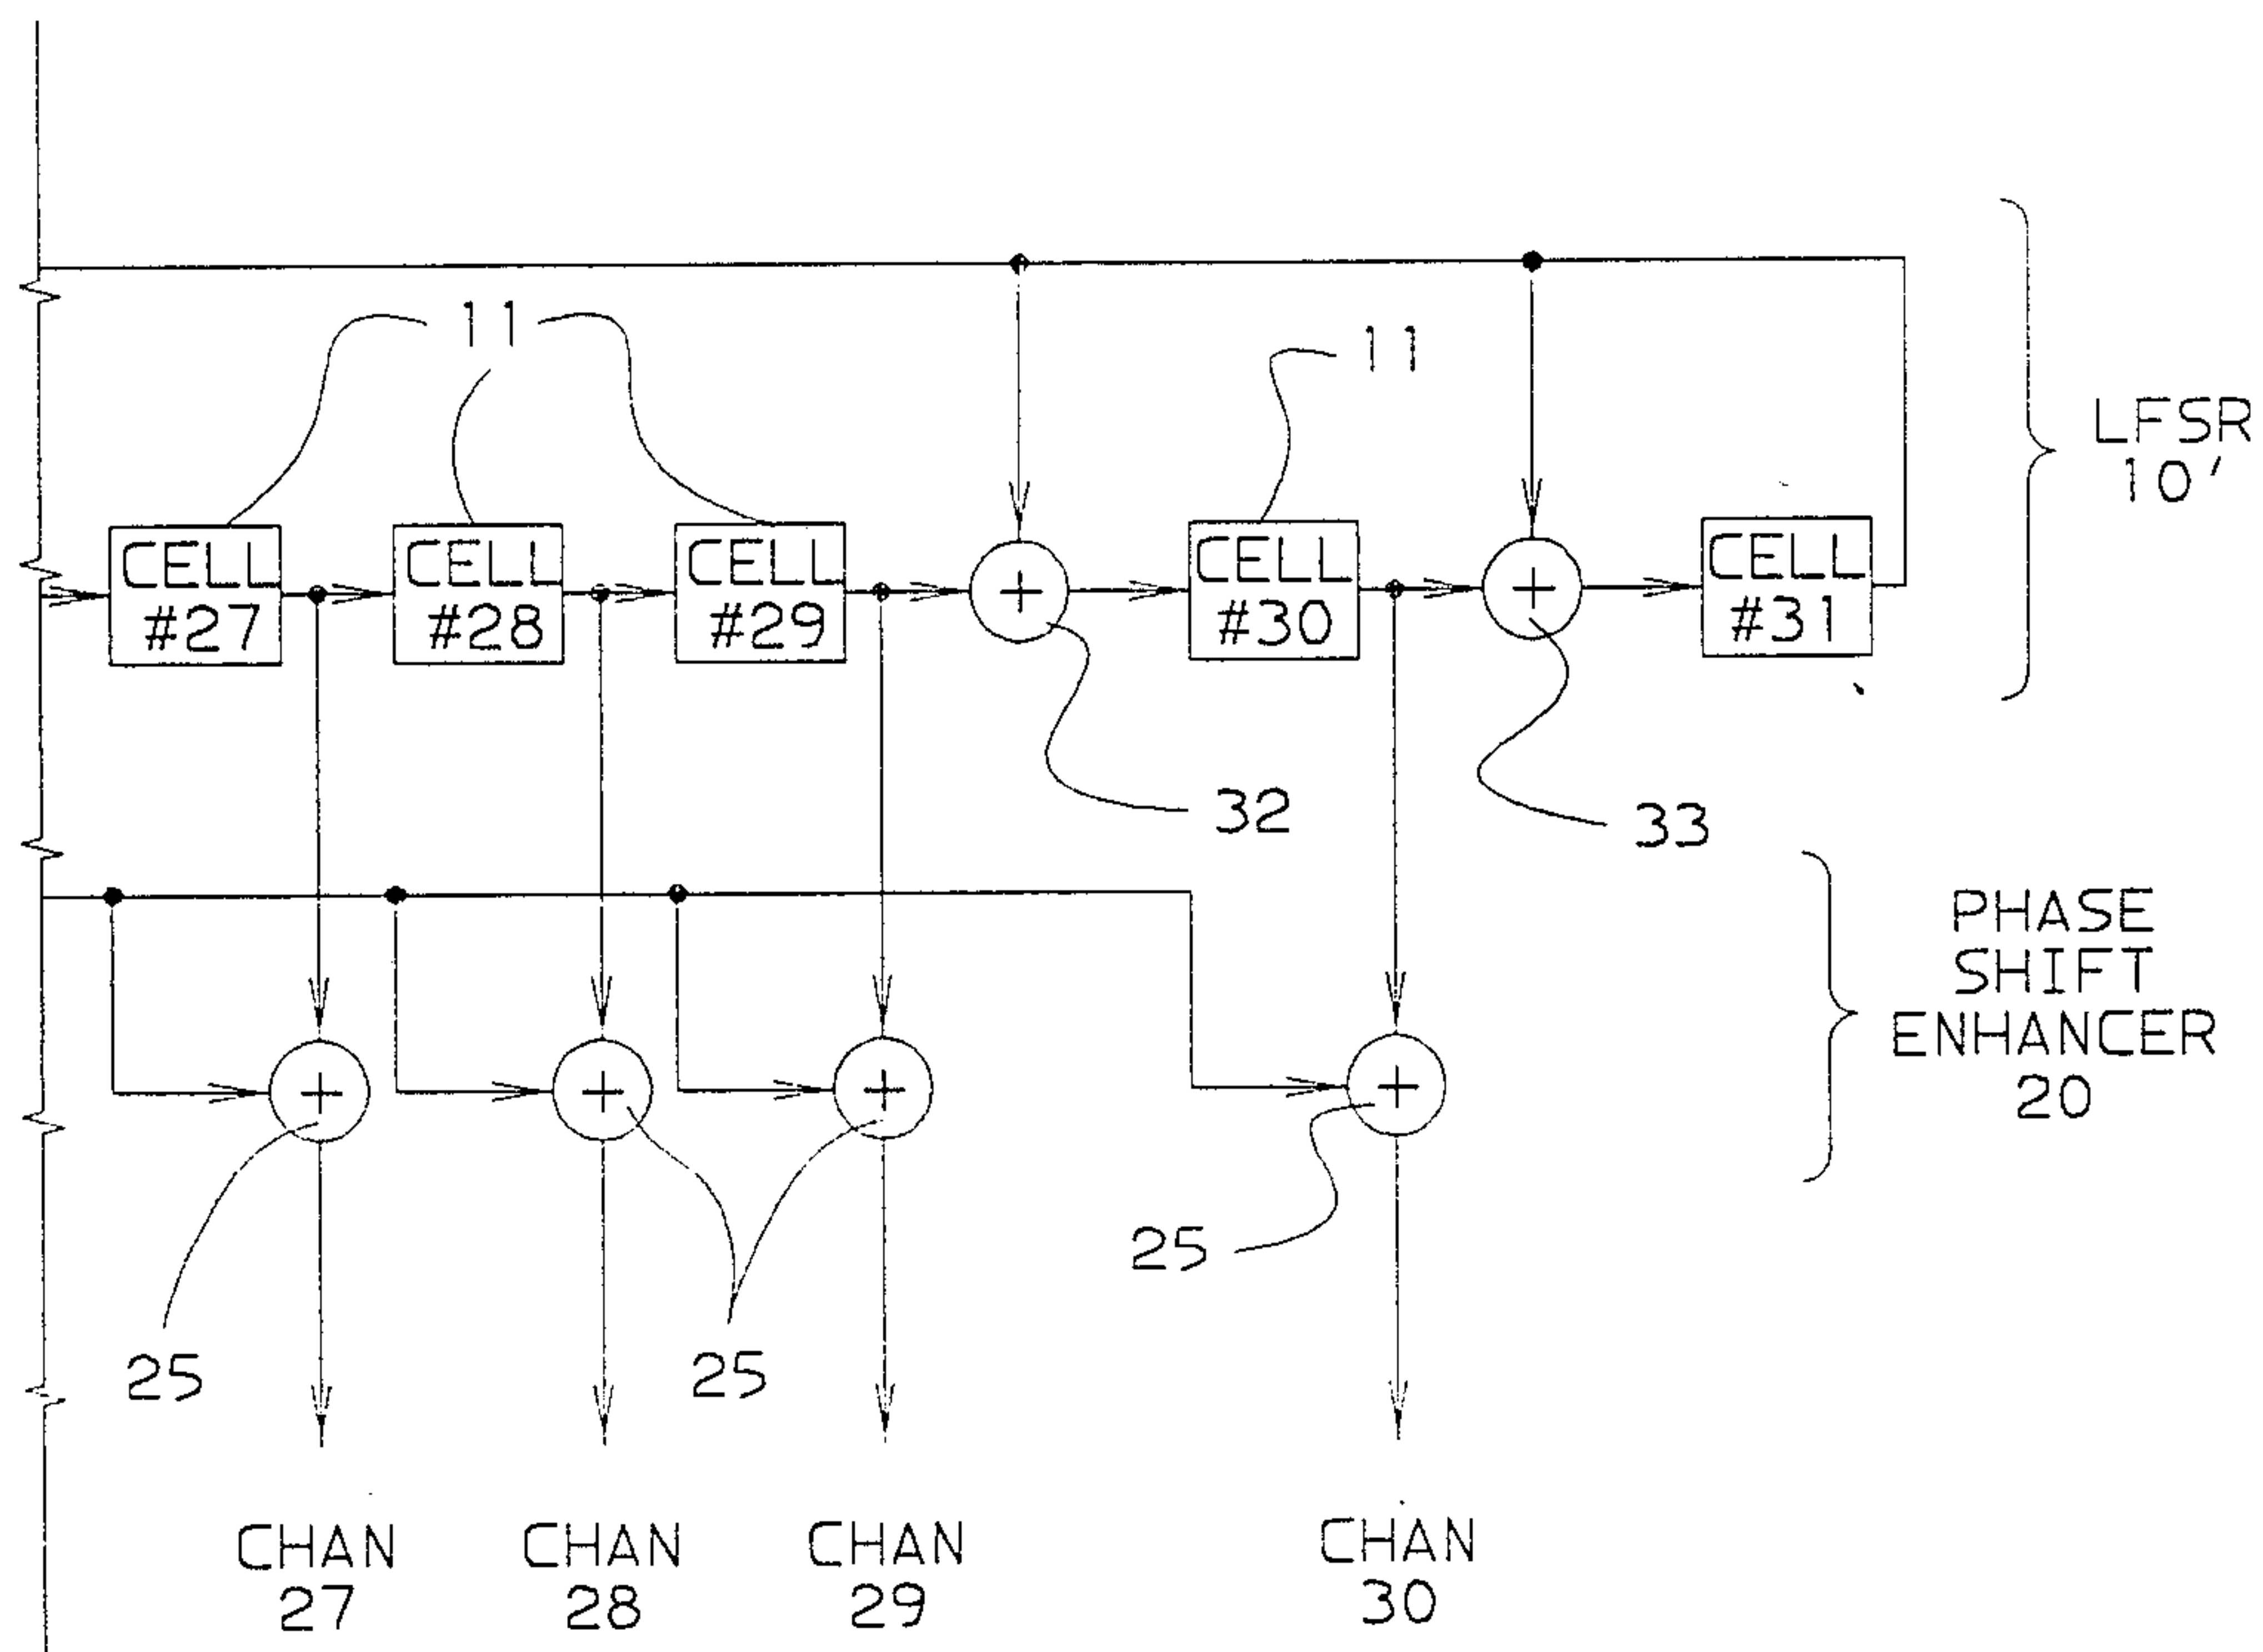 11
11
LFSR
10'
CELL
#27
CELL
#28
CELL
#29
+
CELL
#30
+
CELL
#31
32
33
PHASE
SHIFT
ENHANCER
20
+
+
+
+
25
25
25
CHAN
27
CHAN
28
CHAN
29
CHAN
30